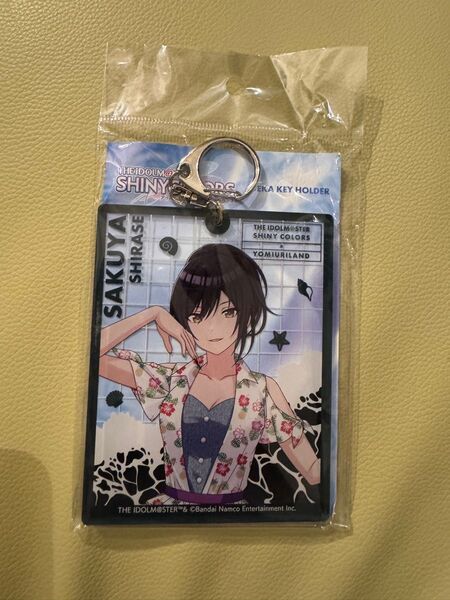 THE IDOLM@STER
SHINY COLORS
EKA KEY HOLDER
SAKUYA
SHIRASE
THE IDOLM@STER
SHINY COLORS
×
YOMIURILAND
THE IDOLM@STER™& ©Bandai Namco Entertainment Inc.